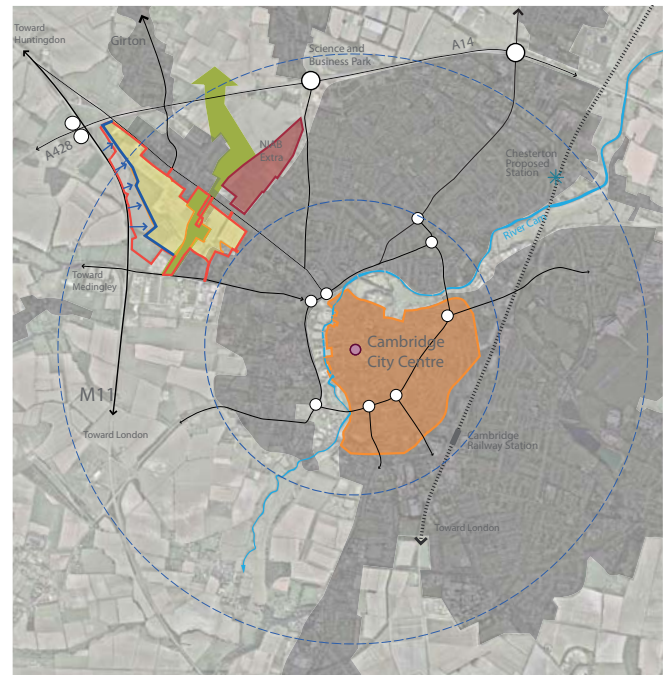 Toward
Huntingdon
Girton
Science and
Business Park
A14
A428
NIAB
Extra
Chesterton
Proposed
Station
River Cam
Toward
Medingley
Cambridge
City Centre
M11
Toward London
Cambridge
Railway Station
Toward London